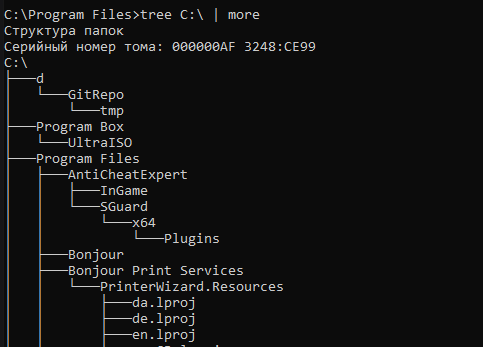 C:\Program Files>tree C:\ | more
Структура папок
Серийный номер тома: 000000AF 3248:CE99
C:\
├───d
│   └───GitRepo
│       └───tmp
├───Program Box
│   └───UltraISO
├───Program Files
│   ├───AntiCheatExpert
│   │   ├───InGame
│   │   └───SGuard
│   │       └───x64
│   │           └───Plugins
│   ├───Bonjour
│   ├───Bonjour Print Services
│   │   └───PrinterWizard.Resources
│   │       ├───da.lproj
│   │       ├───de.lproj
│   │       ├───en.lproj